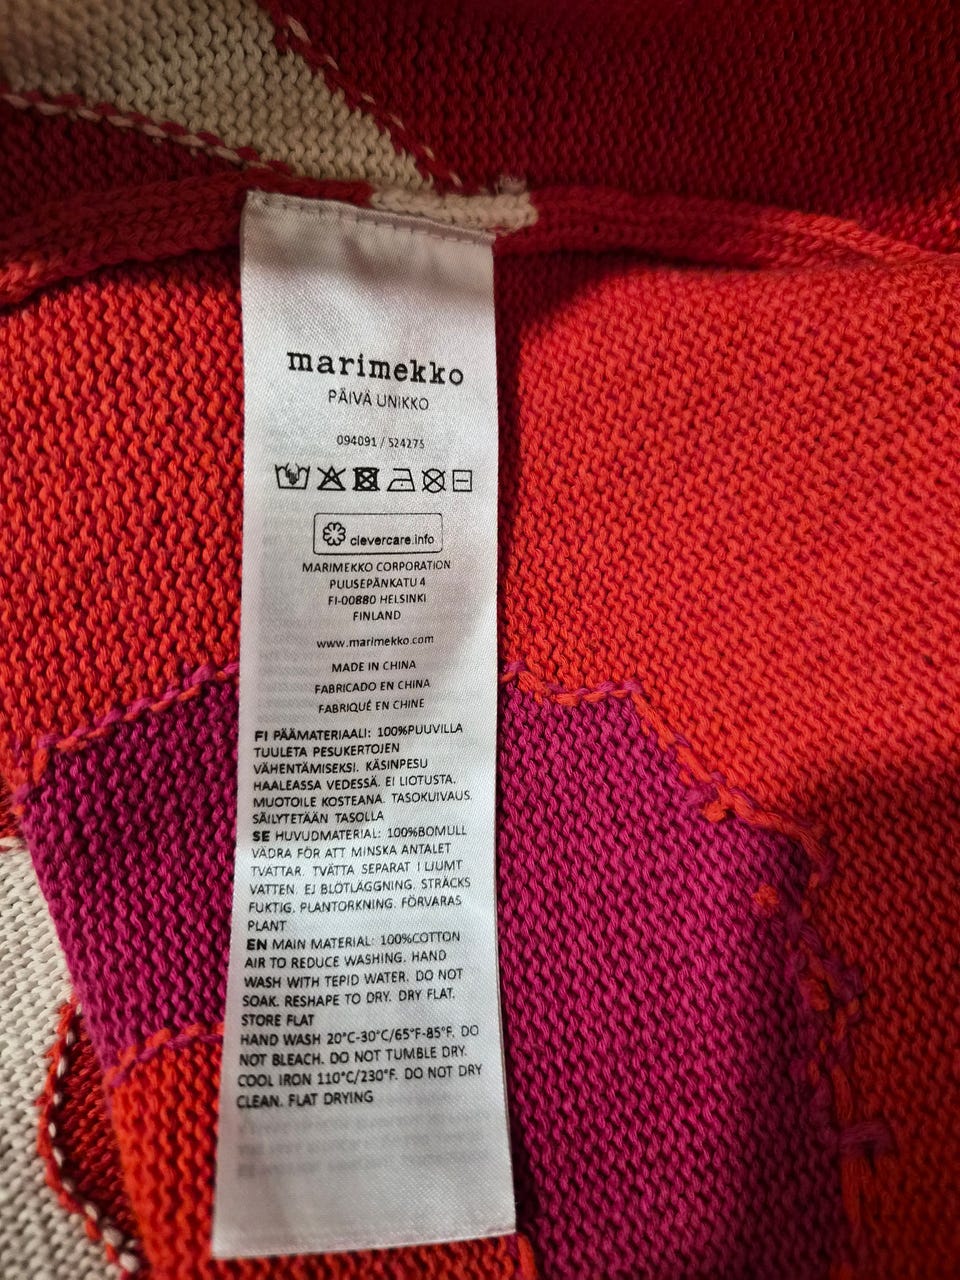 marimekko
PÄIVÄ UNIKKO
094091 / 524275
clevercare.info
MARIMEKKO CORPORATION
PUUSEPÄNKATU 4
FI-00880 HELSINKI
FINLAND
www.marimekko.com
MADE IN CHINA
FABRICADO EN CHINA
FABRIQUÉ EN CHINE
FI PÄÄMATERIAALI: 100%PUUVILLA
TUULETA PESUKERTOJEN
VÄHENTÄMISEKSI. KÄSINPESU
HAALEASSA VEDESSÄ. EI LIOTUSTA.
MUOTOILE KOSTEANA. TASOKUIVAUS.
SÄILYTETÄÄN TASOLLA
SE HUVUDMATERIAL: 100%BOMULL
VÄDRA FÖR ATT MINSKA ANTALET
TVÄTTAR. TVÄTTA SEPARAT I LJUMT
VATTEN. EJ BLÖTLÄGGNING. STRÄCKS
FUKTIG. PLANTORKNING. FÖRVARAS
PLANT
EN MAIN MATERIAL: 100%COTTON
AIR TO REDUCE WASHING. HAND
WASH WITH TEPID WATER. DO NOT
SOAK. RESHAPE TO DRY. DRY FLAT.
STORE FLAT
HAND WASH 20°C-30°C/65°F-85°F. DO
NOT BLEACH. DO NOT TUMBLE DRY.
COOL IRON 110°C/230°F. DO NOT DRY
CLEAN. FLAT DRYING